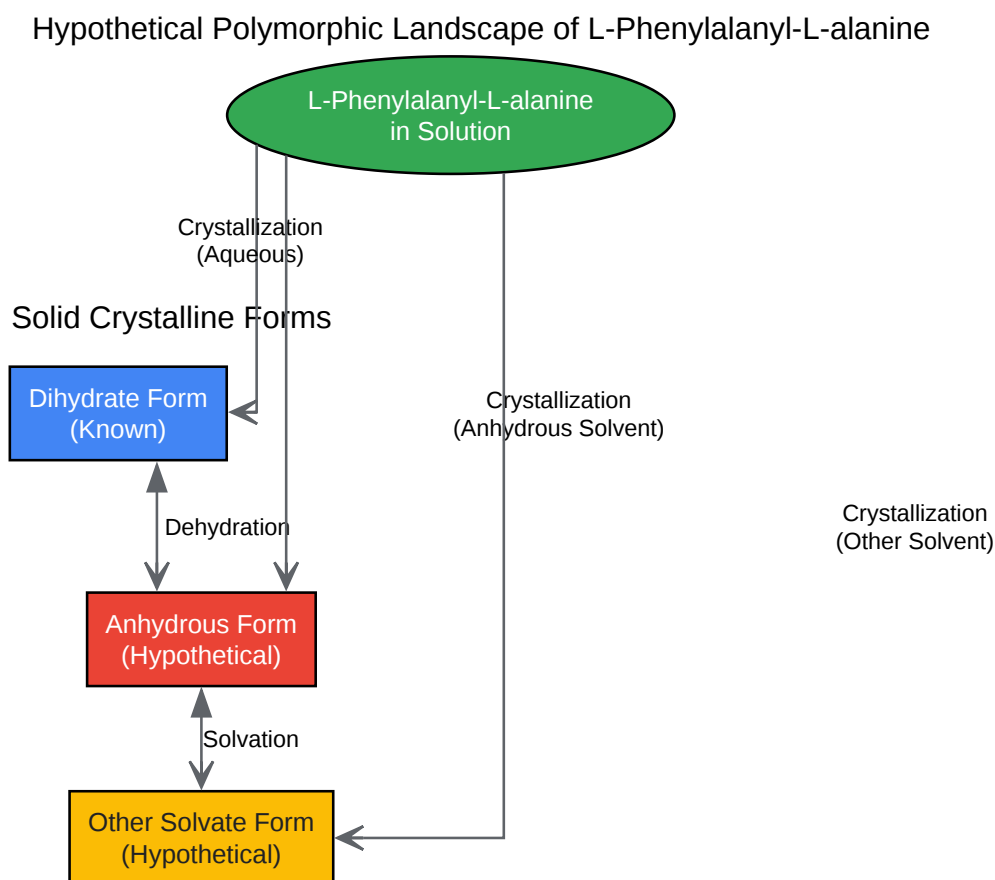 Hypothetical Polymorphic Landscape of L-Phenylalanyl-L-alanine
L-Phenylalanyl-L-alanine
in Solution
Crystallization
(Aqueous)
Solid Crystalline Forms
Dihydrate Form
(Known)
Crystallization
(Anhydrous Solvent)
Crystallization
(Other Solvent)
Dehydration
Anhydrous Form
(Hypothetical)
Solvation
Other Solvate Form
(Hypothetical)